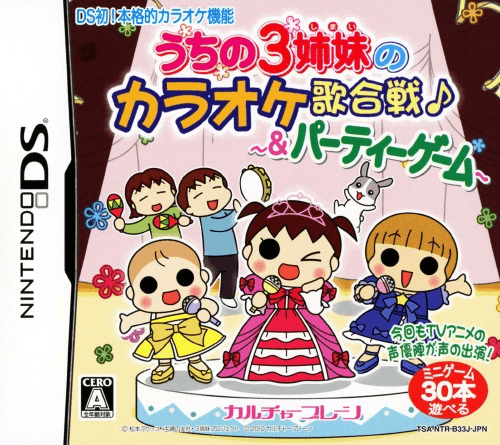 DS初!本格的カラオケ機能
しまい
うちの3姉妹の
カラオケ歌合戦♪
~&パーティーゲーム~
NINTENDO DS
今回もTVアニメの
声優陣が声の出演!
ミニゲーム
30本
遊べる
CERO
A
全年齢対象
カルチャーブレーン
TSA-NTR-B33J-JPN